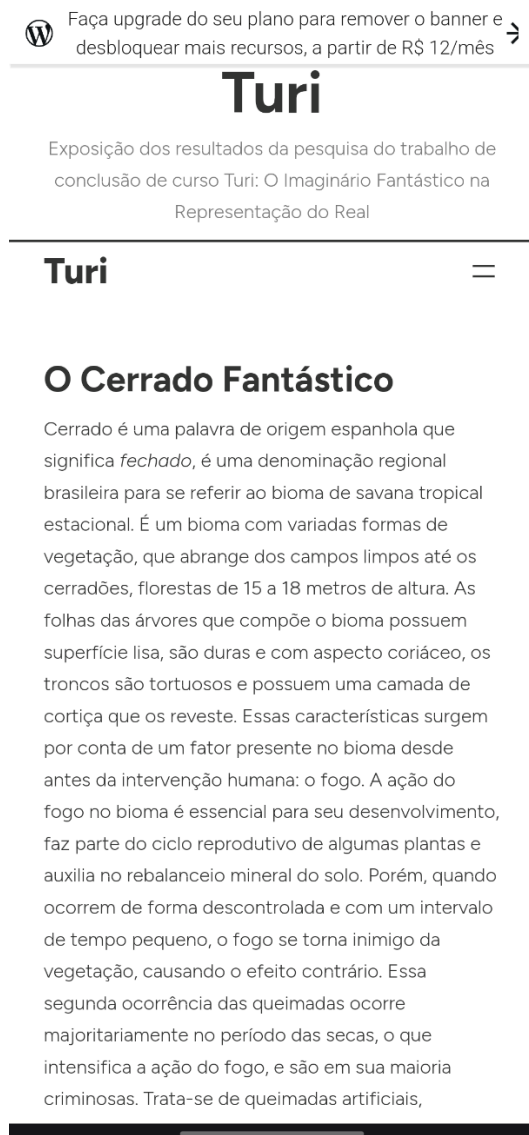 Faça upgrade do seu plano para remover o banner e
desbloquear mais recursos, a partir de R$ 12/mês
Turi
Exposição dos resultados da pesquisa do trabalho de
conclusão de curso Turi: O Imaginário Fantástico na
Representação do Real
Turi
O Cerrado Fantástico
Cerrado é uma palavra de origem espanhola que
significa fechado, é uma denominação regional
brasileira para se referir ao bioma de savana tropical
estacional. É um bioma com variadas formas de
vegetação, que abrange dos campos limpos até os
cerradões, florestas de 15 a 18 metros de altura. As
folhas das árvores que compõe o bioma possuem
superfície lisa, são duras e com aspecto coriáceo, os
troncos são tortuosos e possuem uma camada de
cortiça que os reveste. Essas características surgem
por conta de um fator presente no bioma desde
antes da intervenção humana: o fogo. A ação do
fogo no bioma é essencial para seu desenvolvimento,
faz parte do ciclo reprodutivo de algumas plantas e
auxilia no rebalanceio mineral do solo. Porém, quando
ocorrem de forma descontrolada e com um intervalo
de tempo pequeno, o fogo se torna inimigo da
vegetação, causando o efeito contrário. Essa
segunda ocorrência das queimadas ocorre
majoritariamente no período das secas, o que
intensifica a ação do fogo, e são em sua maioria
criminosas. Trata-se de queimadas artificiais,